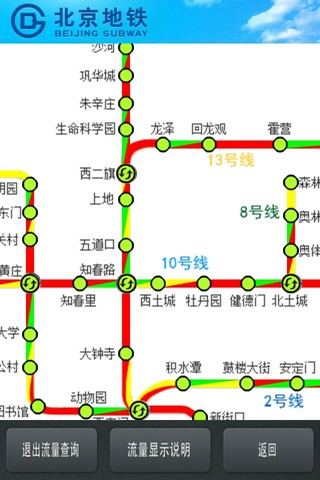 北京地铁
BEIJING SUBWAY
沙河
巩华城
朱辛庄
生命科学园
龙泽
回龙观
霍营
13号线
西二旗
森林
明园
上地
8号线
奥林
东门
关村
五道口
奥体
10号线
黄庄
知春路
知春里
西土城
牡丹园
健德门
北土城
大学
大钟寺
公村
积水潭
鼓楼大街
安定门
动物园
2号线
图书馆
新街口
退出流量查询
流量显示说明
返回